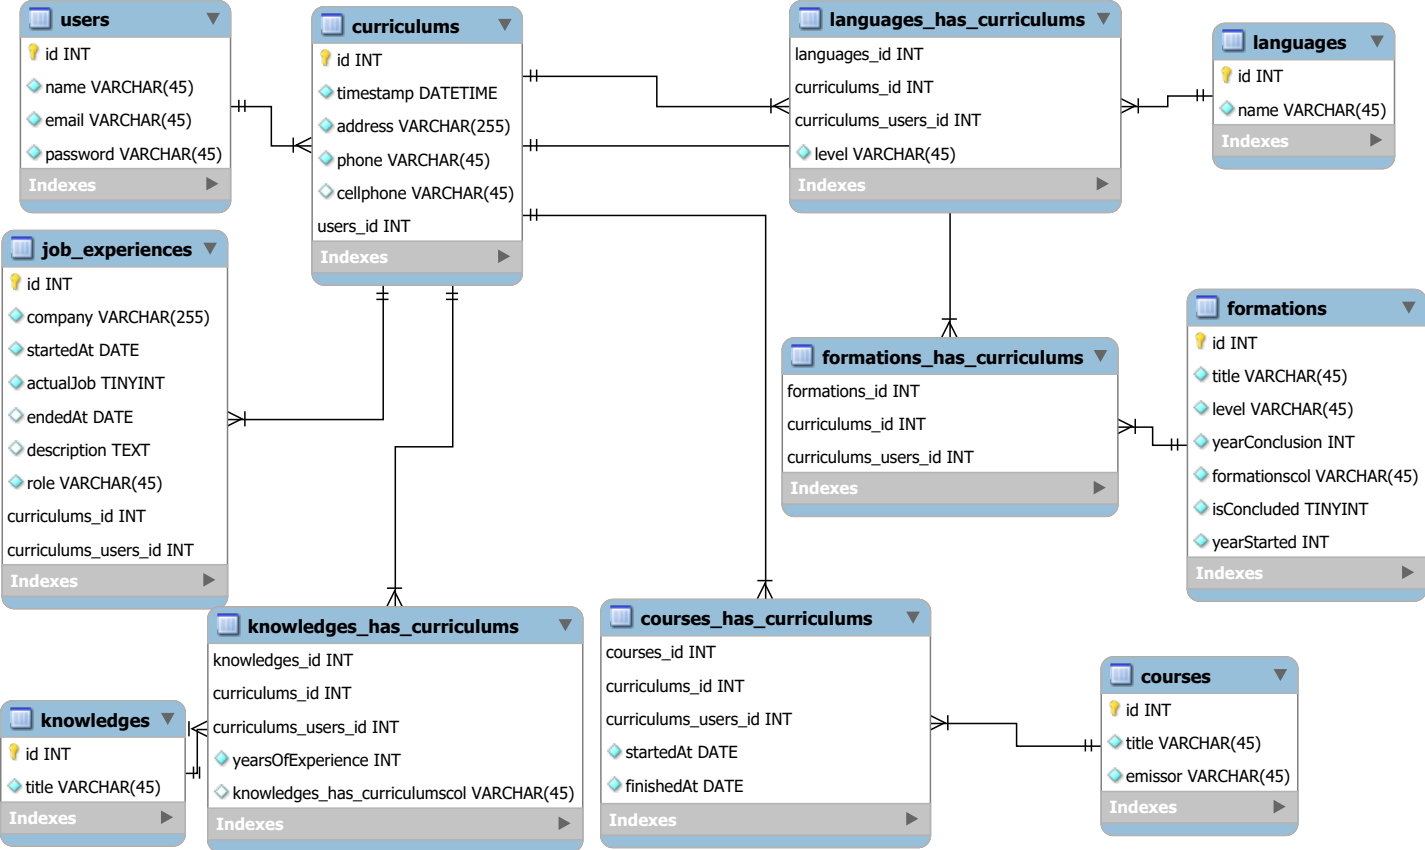 users
id INT
name VARCHAR(45)
email VARCHAR(45)
password VARCHAR(45)
Indexes
curriculums
id INT
timestamp DATETIME
address VARCHAR(255)
phone VARCHAR(45)
cellphone VARCHAR(45)
users_id INT
Indexes
languages_has_curriculums
languages_id INT
curriculums_id INT
curriculums_users_id INT
level VARCHAR(45)
Indexes
languages
id INT
name VARCHAR(45)
Indexes
job_experiences
id INT
company VARCHAR(255)
startedAt DATE
actualJob TINYINT
endedAt DATE
description TEXT
role VARCHAR(45)
curriculums_id INT
curriculums_users_id INT
Indexes
formations_has_curriculums
formations_id INT
curriculums_id INT
curriculums_users_id INT
Indexes
formations
id INT
title VARCHAR(45)
level VARCHAR(45)
yearConclusion INT
formationscol VARCHAR(45)
isConcluded TINYINT
yearStarted INT
Indexes
knowledges
id INT
title VARCHAR(45)
Indexes
knowledges_has_curriculums
knowledges_id INT
curriculums_id INT
curriculums_users_id INT
yearsOfExperience INT
knowledges_has_curriculumscol VARCHAR(45)
Indexes
courses_has_curriculums
courses_id INT
curriculums_id INT
curriculums_users_id INT
startedAt DATE
finishedAt DATE
Indexes
courses
id INT
title VARCHAR(45)
emissor VARCHAR(45)
Indexes